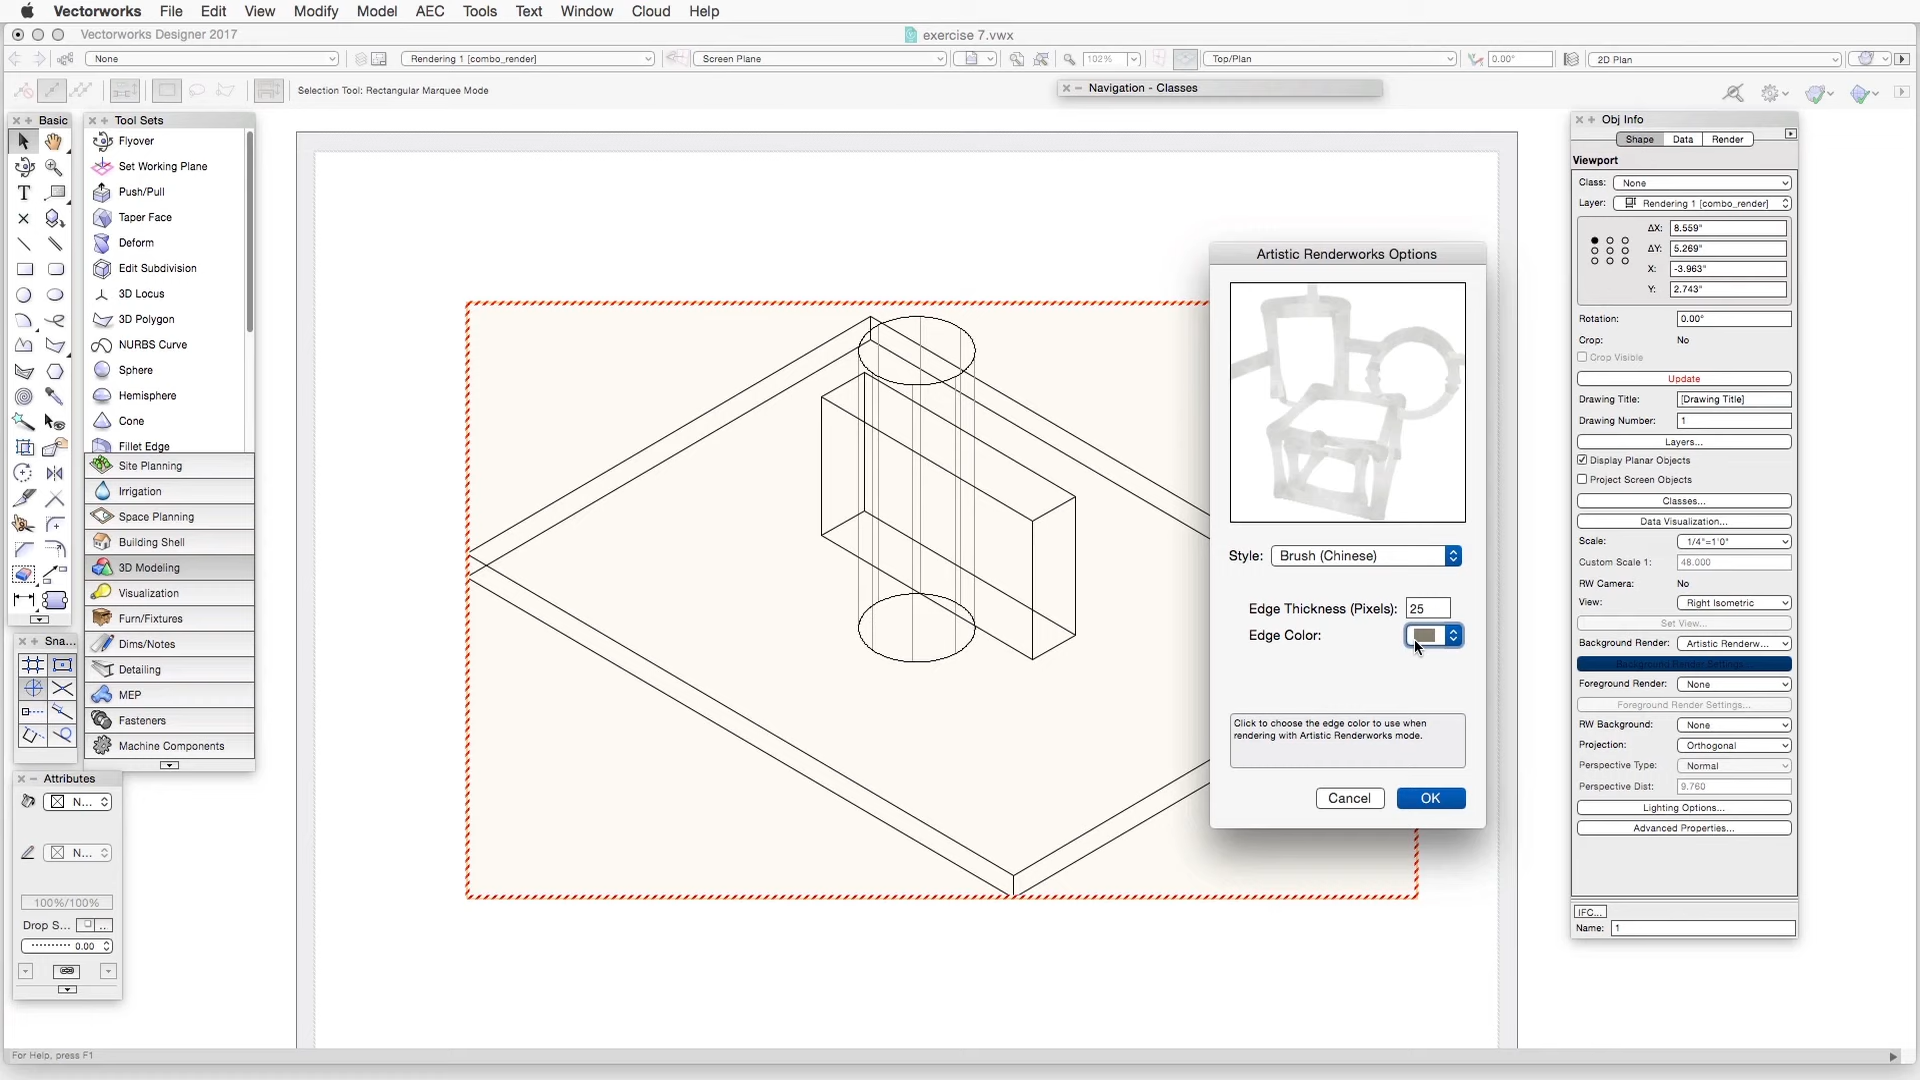 Vectorworks File Edit View Modify Model AEC Tools Text Window Cloud Help
Vectorworks Designer 2017
exercise 7.vwx
None
Rendering 1 [combo_render]
Screen Plane
102%
Top/Plan
0.00°
2D Plan
Selection Tool: Rectangular Marquee Mode
Navigation - Classes
Basic
Tool Sets
Flyover
Set Working Plane
Push/Pull
Taper Face
Deform
Edit Subdivision
3D Locus
3D Polygon
NURBS Curve
Sphere
Hemisphere
Cone
Fillet Edge
Site Planning
Irrigation
Space Planning
Building Shell
3D Modeling
Visualization
Furn/Fixtures
Dims/Notes
Detailing
MEP
Fasteners
Machine Components
Sna...
Attributes
N...
N...
100%/100%
Drop S...
...
0.00
Artistic Renderworks Options
Style: Brush (Chinese)
Edge Thickness (Pixels): 25
Edge Color:
Click to choose the edge color to use when
rendering with Artistic Renderworks mode.
Cancel
OK
Obj Info
Shape Data Render
Viewport
Class: None
Layer: Rendering 1 [combo_render]
ΔX: 8.559"
ΔY: 5.269"
X: -3.963"
Y: 2.743"
Rotation: 0.00°
Crop: No
Crop Visible
Update
Drawing Title: [Drawing Title]
Drawing Number: 1
Layers...
Display Planar Objects
Project Screen Objects
Classes...
Data Visualization...
Scale: 1/4"=1'0"
Custom Scale 1: 48.000
RW Camera: No
View: Right Isometric
Set View...
Background Render: Artistic Renderw...
Background Render Settings...
Foreground Render: None
Foreground Render Settings...
RW Background: None
Projection: Orthogonal
Perspective Type: Normal
Perspective Dist: 9.760
Lighting Options...
Advanced Properties...
IFC...
Name: 1
For Help, press F1